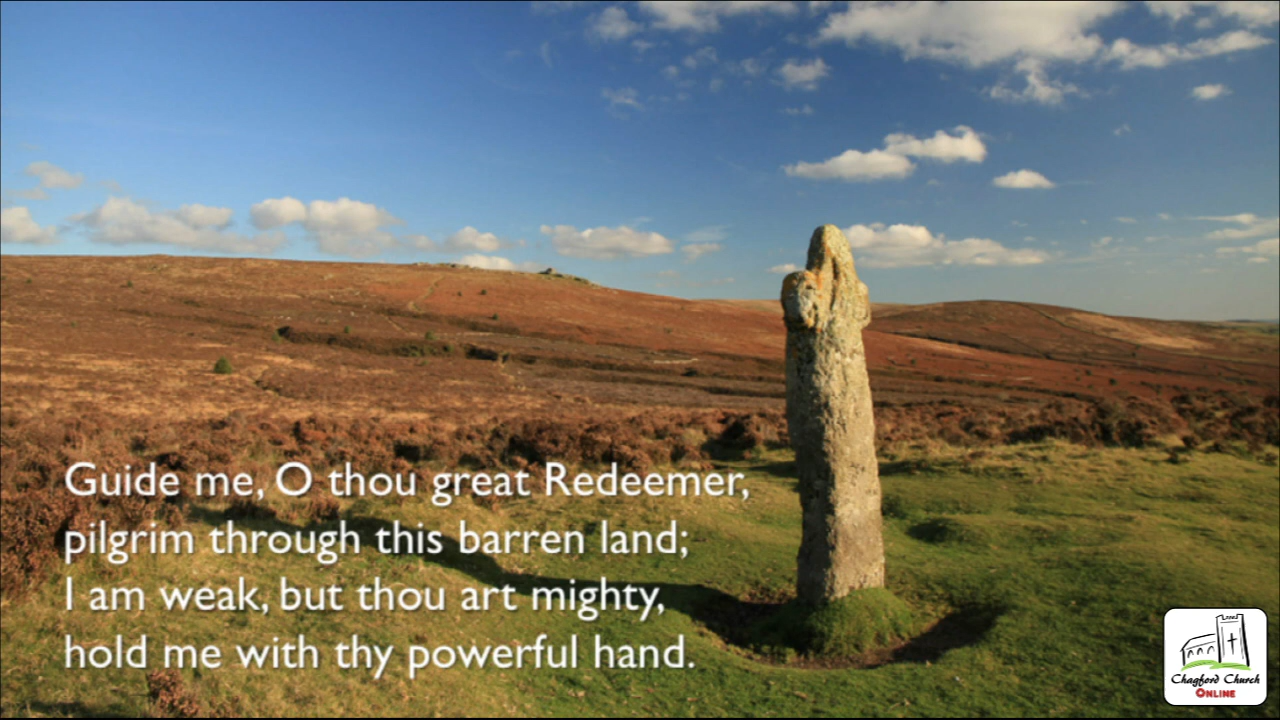 Guide me, O thou great Redeemer,
pilgrim through this barren land;
I am weak, but thou art mighty,
hold me with thy powerful hand.
Chagford Church
ONLINE